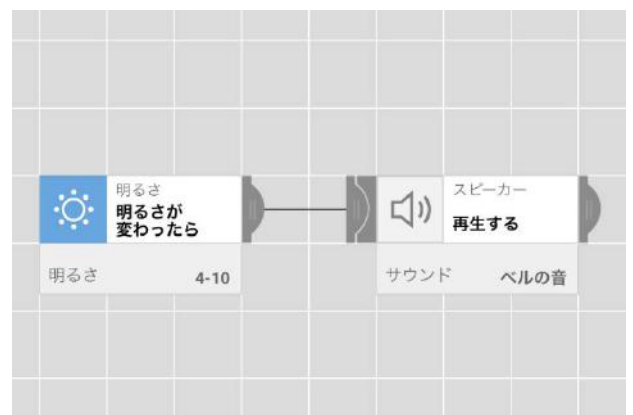 明るさ
明るさが
変わったら
明るさ 4-10
スピーカー
再生する
サウンド ベルの音